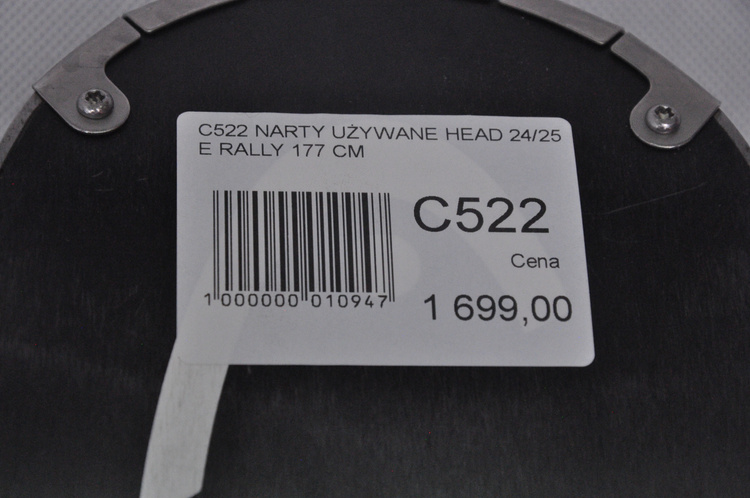 C522 NARTY UŻYWANE HEAD 24/25
E RALLY 177 CM
C522
Cena
1 699,00
1 000000 010947